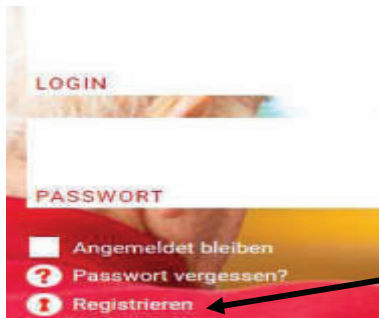 LOGIN
PASSWORT
Angemeldet bleiben
Passwort vergessen?
Registrieren